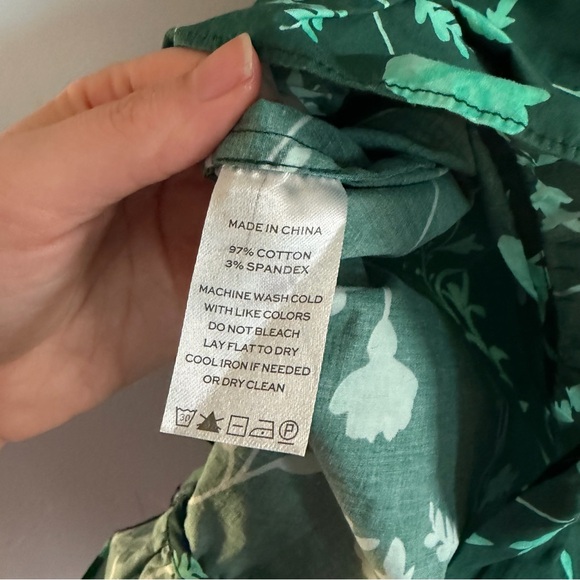 MADE IN CHINA
97% COTTON
3% SPANDEX
MACHINE WASH COLD
WITH LIKE COLORS
DO NOT BLEACH
LAY FLAT TO DRY
COOL IRON IF NEEDED
OR DRY CLEAN
30 P